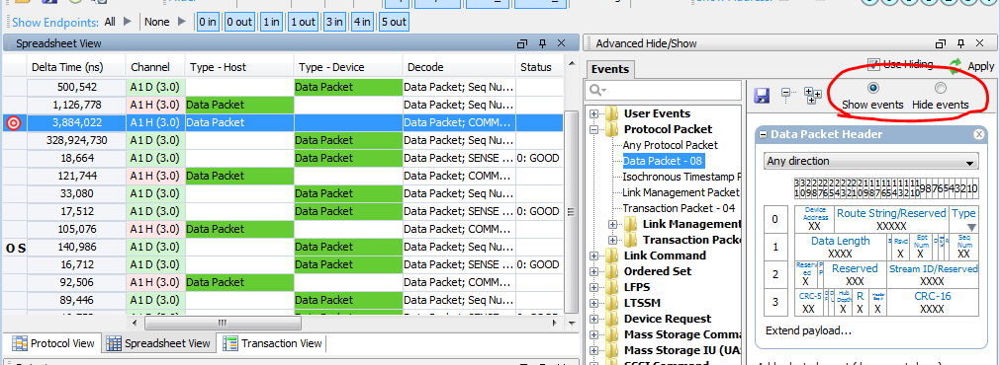 Show Endpoints: All None 0 in 0 out 1 in 1 out 3 in 4 in 5 out
Spreadsheet View
Delta Time (ns) Channel Type - Host Type - Device Decode Status
500,542 A1 D (3.0) Data Packet Data Packet; Seq Nu...
1,126,778 A1 H (3.0) Data Packet Data Packet; Seq Nu...
3,884,022 A1 H (3.0) Data Packet Data Packet; COMM...
328,924,730 A1 D (3.0) Data Packet Data Packet; Seq Nu...
18,664 A1 D (3.0) Data Packet Data Packet; SENSE ... 0: GOOD
121,744 A1 H (3.0) Data Packet Data Packet; COMM...
33,080 A1 D (3.0) Data Packet Data Packet; Seq Nu...
17,512 A1 D (3.0) Data Packet Data Packet; SENSE ... 0: GOOD
105,076 A1 H (3.0) Data Packet Data Packet; COMM...
O S 140,986 A1 D (3.0) Data Packet Data Packet; Seq Nu...
16,712 A1 D (3.0) Data Packet Data Packet; SENSE ... 0: GOOD
92,506 A1 H (3.0) Data Packet Data Packet; COMM...
89,446 A1 D (3.0) Data Packet Data Packet; Seq Nu...
Protocol View Spreadsheet View Transaction View
Advanced Hide/Show
Events
Use Hiding Apply
Show events Hide events
User Events
Protocol Packet
Any Protocol Packet
Data Packet - 08
Isochronous Timestamp P
Link Management Packet
Transaction Packet - 04
Link Management
Transaction Packe
Link Command
Ordered Set
LFPS
LTSSM
Device Request
Mass Storage Comma
Mass Storage IU (UAS
Data Packet Header
Any direction
0 Device Address XX Route String/Reserved XXXXX Type
1 Data Length XXXX Rsvd X Ept Num X Seq Num XX
2 Reserved X Reserved XXX Stream ID/Reserved XXXX
3 CRC-5 XX Hub Depth X R X X CRC-16 XXXX
Extend payload...